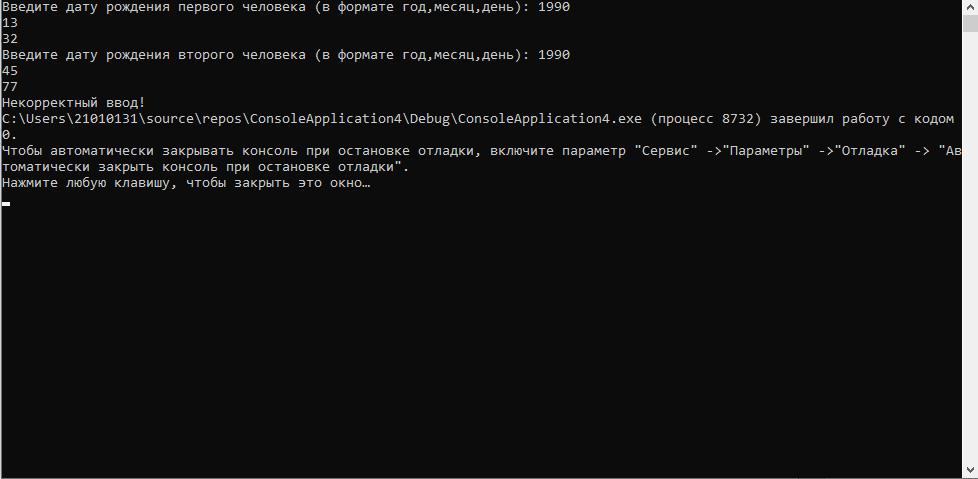 Введите дату рождения первого человека (в формате год,месяц,день): 1990
13
32
Введите дату рождения второго человека (в формате год,месяц,день): 1990
45
77
Некорректный ввод!
C:\Users\21010131\source\repos\ConsoleApplication4\Debug\ConsoleApplication4.exe (процесс 8732) завершил работу с кодом
0.
Чтобы автоматически закрывать консоль при остановке отладки, включите параметр "Сервис" ->"Параметры" ->"Отладка" -> "Ав
томатически закрыть консоль при остановке отладки".
Нажмите любую клавишу, чтобы закрыть это окно…